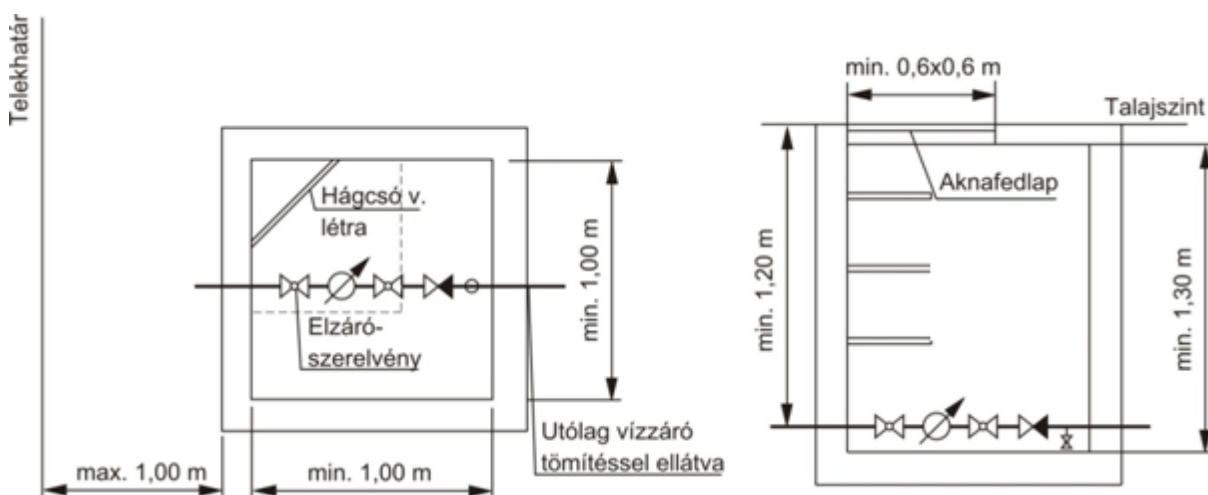 Telekhatár
Hágcsó v.
létra
Elzáró-
szerelvény
min. 1,00 m
Utólag vízzáró
tömítéssel ellátva
max. 1,00 m
min. 1,00 m
min. 0,6x0,6 m
Talajszint
Aknafedlap
min. 1,20 m
min. 1,30 m